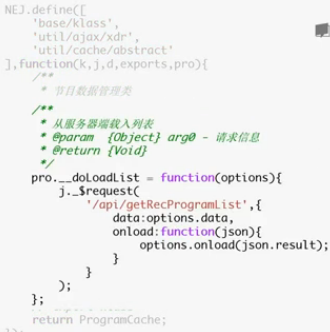 NEJ.define([
    'base/klass',
    'util/ajax/xdr',
    'util/cache/abstract'
],function(k,j,d,exports,pro){
    /**
     * 节目数据管理类
    /**
     * 从服务器端载入列表
     * @param  {Object} arg0 - 请求信息
     * @return {Void}
     */
    pro.__doLoadList = function(options){
        j._$request(
            '/api/getRecProgramList',{
                data:options.data,
                onload:function(json){
                    options.onload(json.result);
                }
            }
        );
    };
    return ProgramCache;